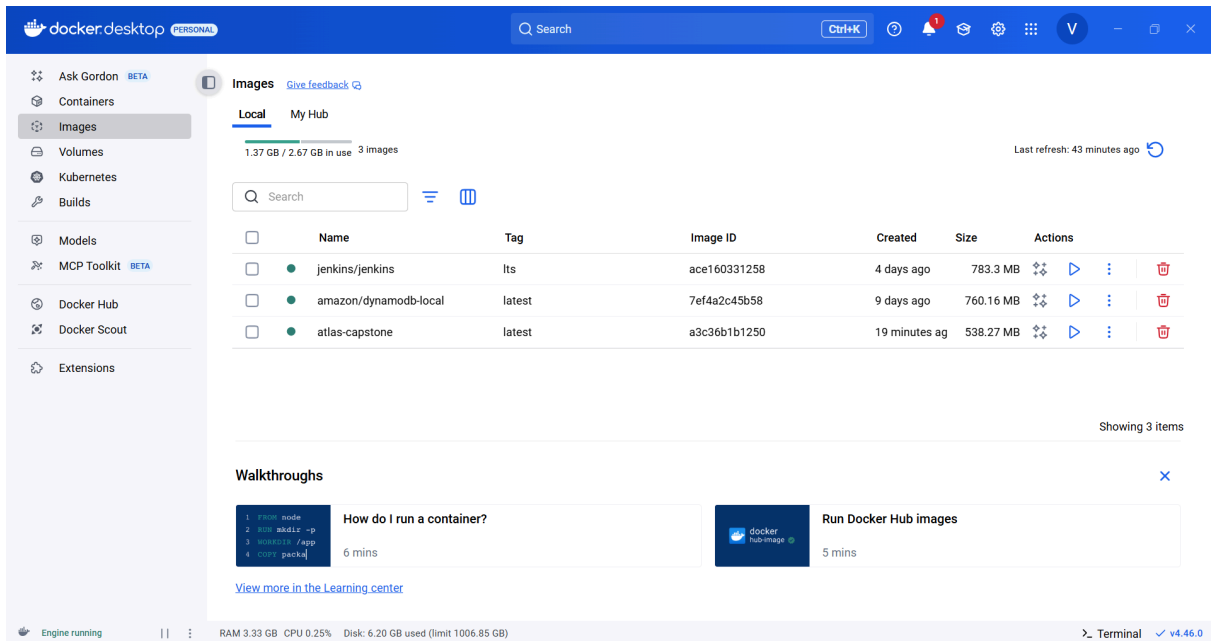 docker.desktop PERSONAL
Search Ctrl+K
1
V
Ask Gordon BETA
Containers
Images
Volumes
Kubernetes
Builds
Models
MCP Toolkit BETA
Docker Hub
Docker Scout
Extensions
Images Give feedback
Local My Hub
1.37 GB / 2.67 GB in use 3 images
Last refresh: 43 minutes ago
Search
Name Tag Image ID Created Size Actions
jenkins/jenkins lts ace160331258 4 days ago 783.3 MB
amazon/dynamodb-local latest 7ef4a2c45b58 9 days ago 760.16 MB
atlas-capstone latest a3c36b1b1250 19 minutes ag 538.27 MB
Showing 3 items
Walkthroughs
1 FROM node
2 RUN mkdir -p
3 WORKDIR /app
4 COPY packa
How do I run a container?
6 mins
docker
hub-image
Run Docker Hub images
5 mins
View more in the Learning center
Engine running
RAM 3.33 GB CPU 0.25% Disk: 6.20 GB used (limit 1006.85 GB)
Terminal
v4.46.0